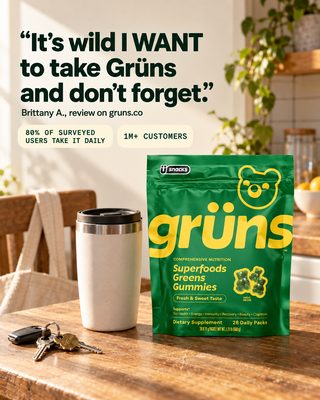 “It’s wild I WANT
to take Grüns
and don’t forget.”
Brittany A., review on gruns.co
80% OF SURVEYED
USERS TAKE IT DAILY
1M+ CUSTOMERS
snacks
grüns
COMPREHENSIVE NUTRITION
Superfoods
Greens
Gummies
Fresh & Sweet Taste
Supports*
Dietary Supplement
28 Daily Packs